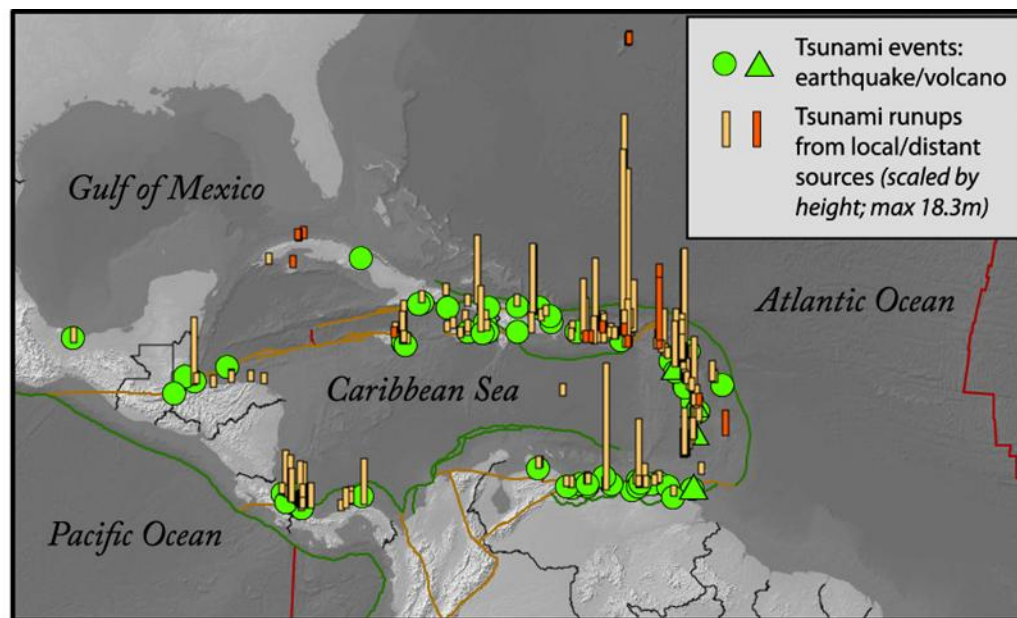 Tsunami events:
earthquake/volcano
Tsunami runups
from local/distant
sources (scaled by
height; max 18.3m)
Gulf of Mexico
Atlantic Ocean
Caribbean Sea
Pacific Ocean